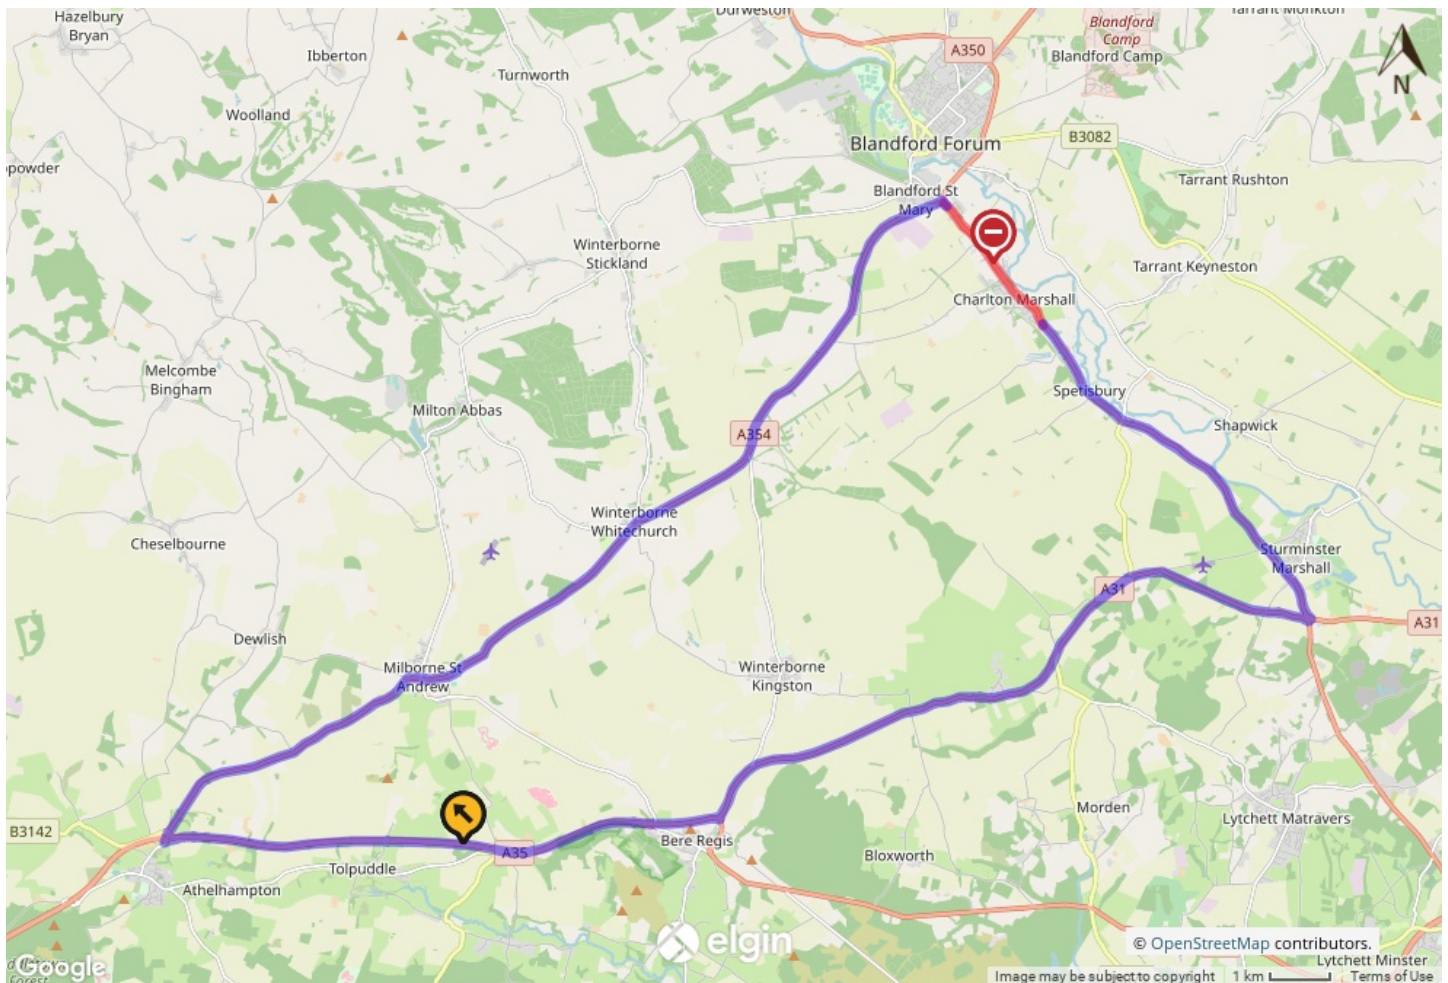 Durweston
Tarrant Monkton
Hazelbury
Bryan
Ibberton
A350
Blandford
Camp
Blandford Camp
N
Turnworth
Woolland
B3082
Blandford Forum
Tarrant Rushton
Blandford St
Mary
Winterborne
Stickland
Tarrant Keyneston
Charlton Marshall
Melcombe
Bingham
Spetisbury
Milton Abbas
Shapwick
A354
Winterborne
Whitechurch
Cheselbourne
Sturminster
Marshall
A31
A31
Dewlish
Milborne St
Andrew
Winterborne
Kingston
Morden
Lytchett Matravers
B3142
Bere Regis
A35
Tolpuddle
Bloxworth
Athelhampton
elgin
© OpenStreetMap contributors.
Lytchett Minster
Google
Image may be subject to copyright
1 km
Terms of Use